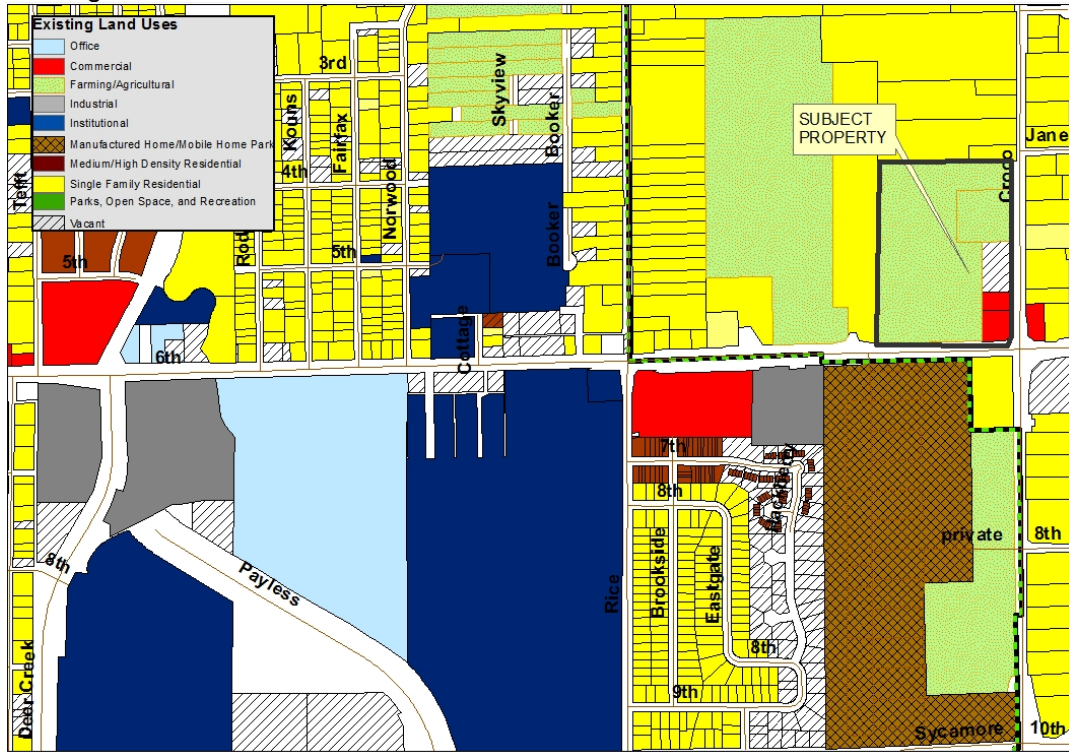 Existing Land Uses
Office
Commercial
Farming/Agricultural
Industrial
Institutional
Manufactured Home/Mobile Home Park
Medium/High Density Residential
Single Family Residential
Parks, Open Space, and Recreation
Vacant
3rd
Kouns
Fairfax
Norwood
Skyview
Booker
SUBJECT
PROPERTY
Jane
Croco
Tefft
4th
5th
5th
Booker
6th
Cottage
7th
8th
Hackberry
8th
Payless
Deer Creek
Rice
Brookside
Eastgate
private
8th
8th
9th
Sycamore
10th